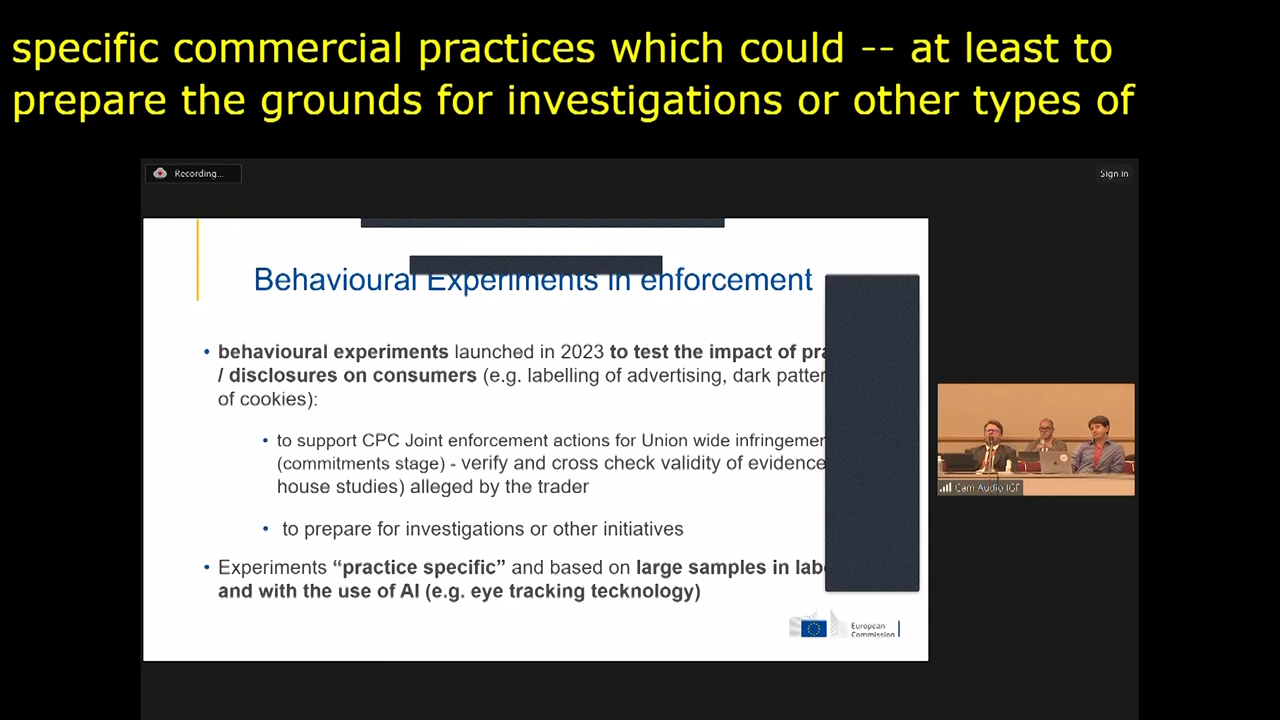 specific commercial practices which could -- at least to
prepare the grounds for investigations or other types of
Recording...
Sign in
Behavioural Experiments in enforcement
• behavioural experiments launched in 2023 to test the impact of
/ disclosures on consumers (e.g. labelling of advertising, dark
of cookies):
• to support CPC Joint enforcement actions for Union wide
(commitments stage) - verify and cross check validity of evidence
house studies) alleged by the trader
• to prepare for investigations or other initiatives
• Experiments “practice specific” and based on large samples in
and with the use of AI (e.g. eye tracking tecknology)
European
Commission
Cam Audio IGF